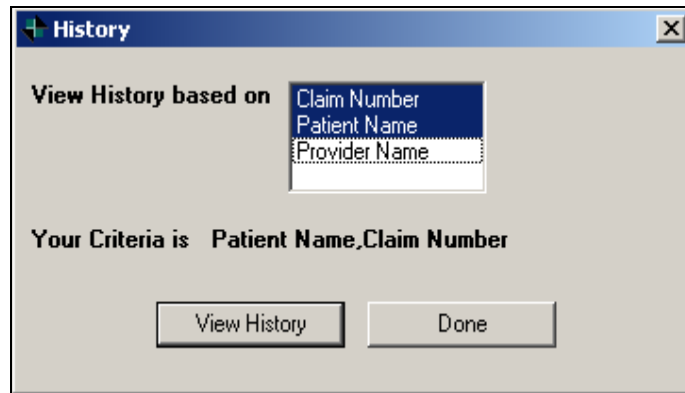 History
View History based on
Claim Number
Patient Name
Provider Name
Your Criteria is Patient Name,Claim Number
View History
Done